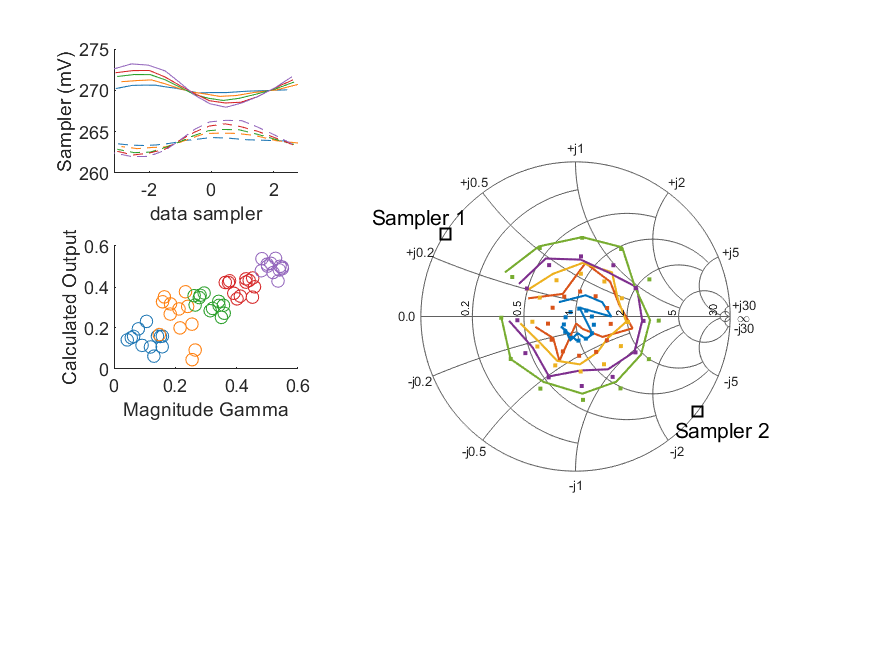 275
270
265
260
Sampler (mV)
-2
0
2
data sampler
0.6
0.4
0.2
0
Calculated Output
0
0.2
0.4
0.6
Magnitude Gamma
+j1
+j0.5
+j2
Sampler 1
+j0.2
+j5
0.0
0.2
0.5
1
2
5
30
+j30
∞
-j30
-j0.2
-j5
Sampler 2
-j0.5
-j2
-j1